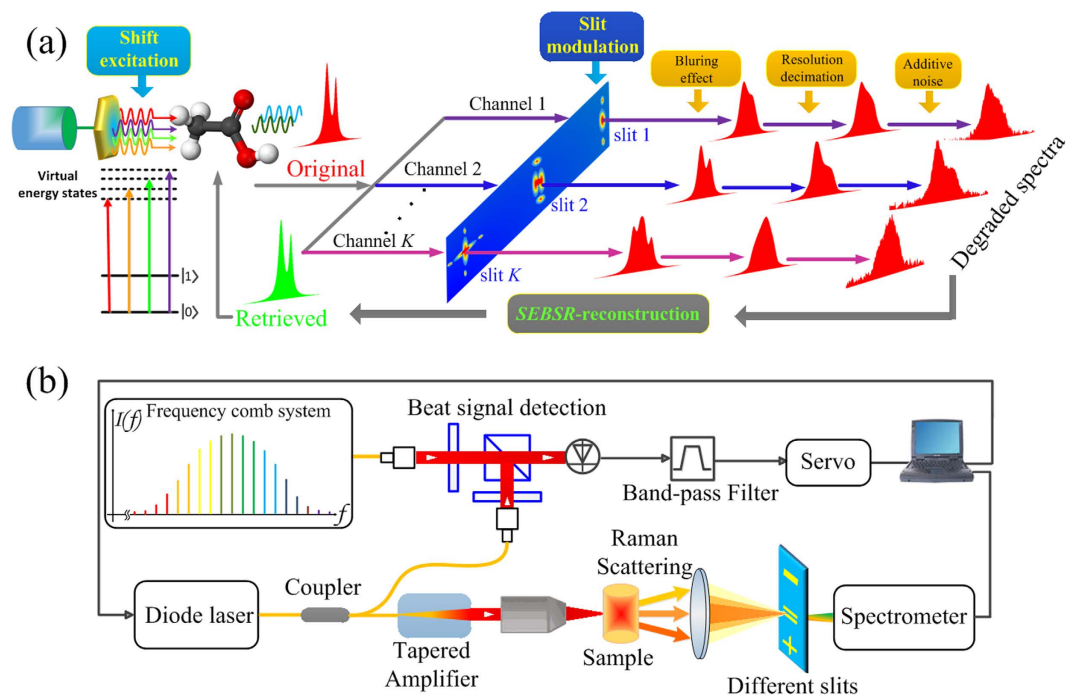 (a)
Shift
excitation
Slit
modulation
Bluring
effect
Resolution
decimation
Additive
noise
Channel 1
slit 1
Original
Channel 2
slit 2
Virtual
energy states
Channel K
slit K
|1⟩
|0⟩
Retrieved
SEBSR-reconstruction
Degraded spectra
(b)
Frequency comb system
I(f)
f
Beat signal detection
Band-pass Filter
Servo
Diode laser
Coupler
Tapered
Amplifier
Raman
Scattering
Sample
Different slits
Spectrometer